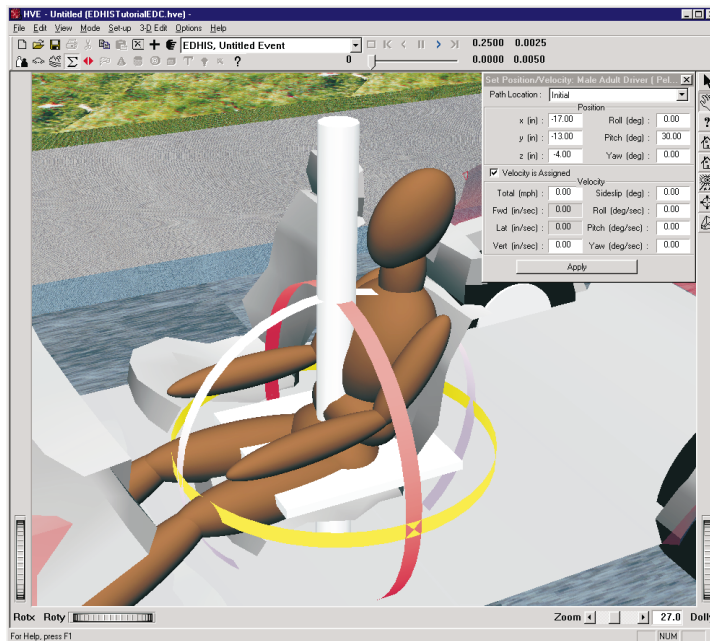 HVE - Untitled (EDHISTutorialEDC.hve) -
File Edit View Mode Set-up 3-D Edit Options Help
EDHIS, Untitled Event 0.2500 0.0025
0 0.0000 0.0050
Set Position/Velocity: Male Adult Driver ( Pel...
Path Location : Initial
Position
x (in) : -17.00 Roll (deg) : 0.00
y (in) : -13.00 Pitch (deg) : 30.00
z (in) : -4.00 Yaw (deg) : 0.00
Velocity is Assigned
Velocity
Total (mph) : 0.00 Sideslip (deg) : 0.00
Fwd (in/sec) : 0.00 Roll (deg/sec) : 0.00
Lat (in/sec) : 0.00 Pitch (deg/sec) : 0.00
Vert (in/sec) : 0.00 Yaw (deg/sec) : 0.00
Apply
Rotx Roty Zoom 27.0 Dolly
For Help, press F1 NUM